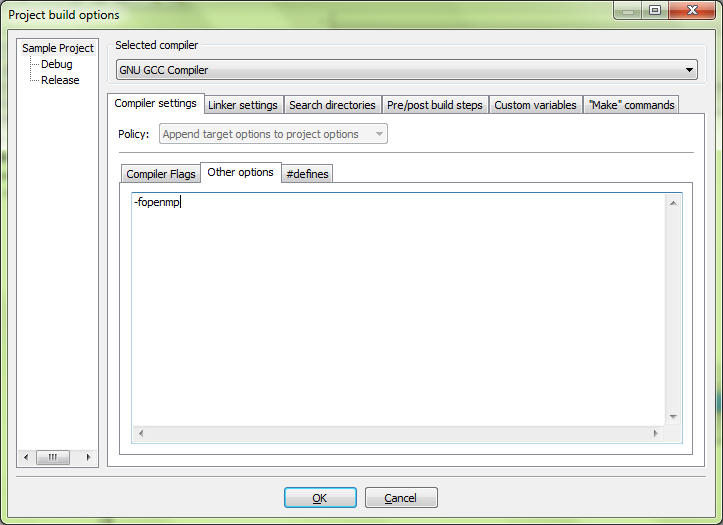 Project build options
Sample Project
Debug
Release
Selected compiler
GNU GCC Compiler
Compiler settings Linker settings Search directories Pre/post build steps Custom variables "Make" commands
Policy: Append target options to project options
Compiler Flags Other options #defines
-fopenmp
OK Cancel